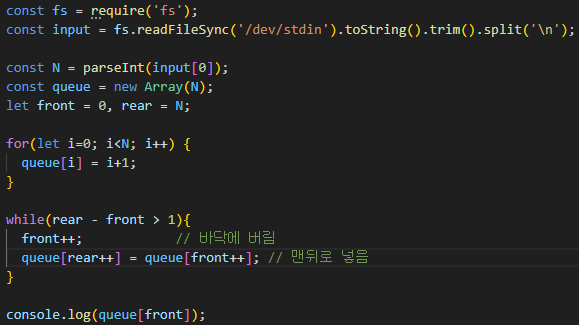 const fs = require('fs');
const input = fs.readFileSync('/dev/stdin').toString().trim().split('\n');
const N = parseInt(input[0]);
const queue = new Array(N);
let front = 0, rear = N;
for(let i=0; i<N; i++) {
queue[i] = i+1;
}
while(rear - front > 1){
front++; // 바닥에 버림
queue[rear++] = queue[front++]; // 맨뒤로 넣음
}
console.log(queue[front]);